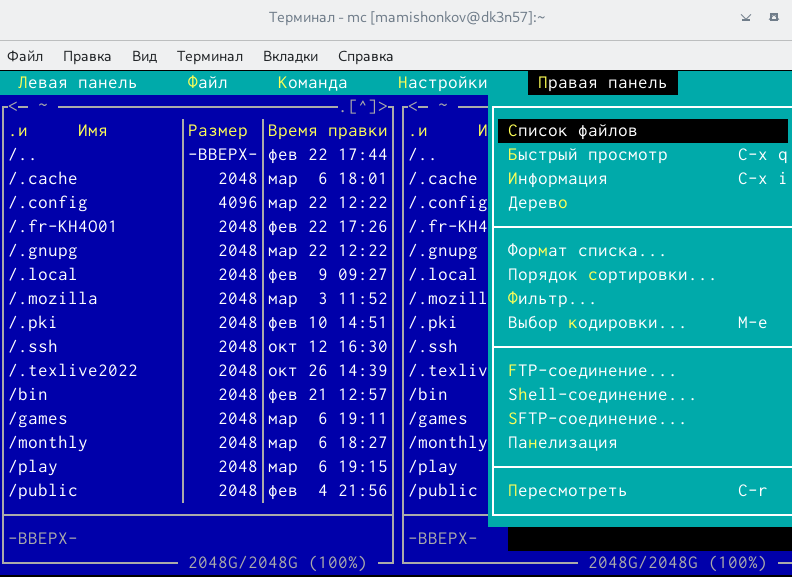 Терминал - mc [mamishonkov@dk3n57]:~
Файл Правка Вид Терминал Вкладки Справка
Левая панель Файл Команда Настройки Правая панель
<─ ~ .[^]> <─ ~
.и Имя Размер Время правки .и И Список файлов
/.. -ВВЕРХ- фев 22 17:44 /.. Быстрый просмотр C-x q
/.cache 2048 мар 6 18:01 /.cache Информация C-x i
/.config 4096 мар 22 12:22 /.config Дерево
/.fr-KH4O01 2048 фев 22 17:26 /.fr-KH4
/.gnupg 2048 мар 22 12:22 /.gnupg Формат списка...
/.local 2048 фев 9 09:27 /.local Порядок сортировки...
/.mozilla 2048 мар 3 11:52 /.mozill Фильтр...
/.pki 2048 фев 10 14:51 /.pki Выбор кодировки... M-e
/.ssh 2048 окт 12 16:30 /.ssh
/.texlive2022 2048 окт 26 14:39 /.texliv FTP-соединение...
/bin 2048 фев 21 12:57 /bin Shell-соединение...
/games 2048 мар 6 19:11 /games SFTP-соединение...
/monthly 2048 мар 6 18:27 /monthly Панелизация
/play 2048 мар 6 19:15 /play
/public 2048 фев 4 21:56 /public Пересмотреть C-r
-ВВЕРХ- -ВВЕРХ-
2048G/2048G (100%) 2048G/2048G (100%)